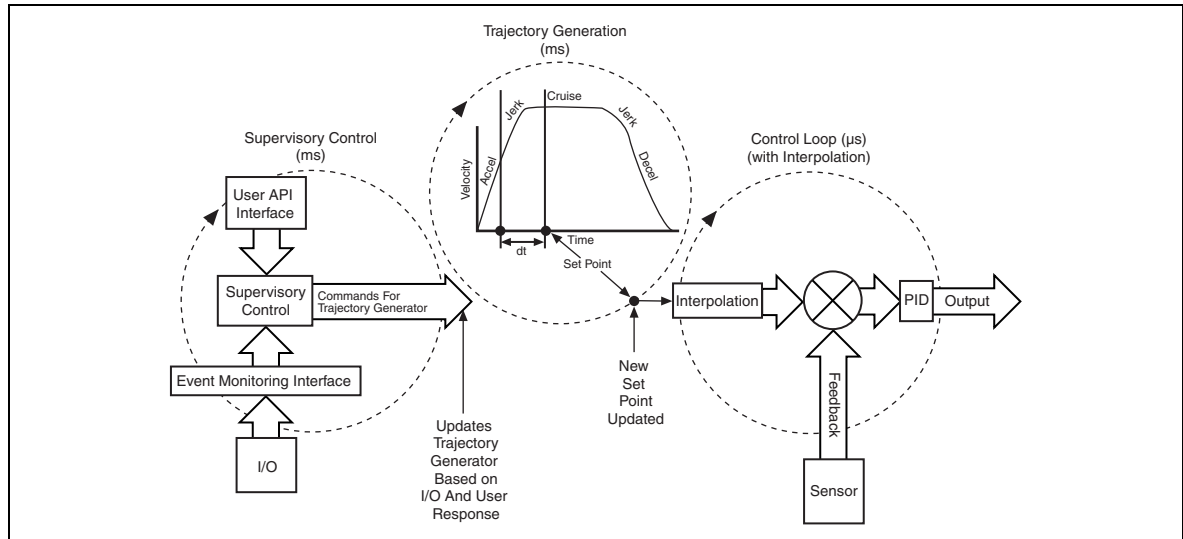 Trajectory Generation
(ms)
Supervisory Control
(ms)
User API
Interface
Supervisory
Control
Commands For
Trajectory Generator
Event Monitoring Interface
I/O
Updates
Trajectory
Generator
Based on
I/O And User
Response
Velocity
Accel
Jerk
Cruise
Jerk
Decel
Time
dt
Set Point
New
Set
Point
Updated
Control Loop (µs)
(with Interpolation)
Interpolation
PID
Output
Feedback
Sensor